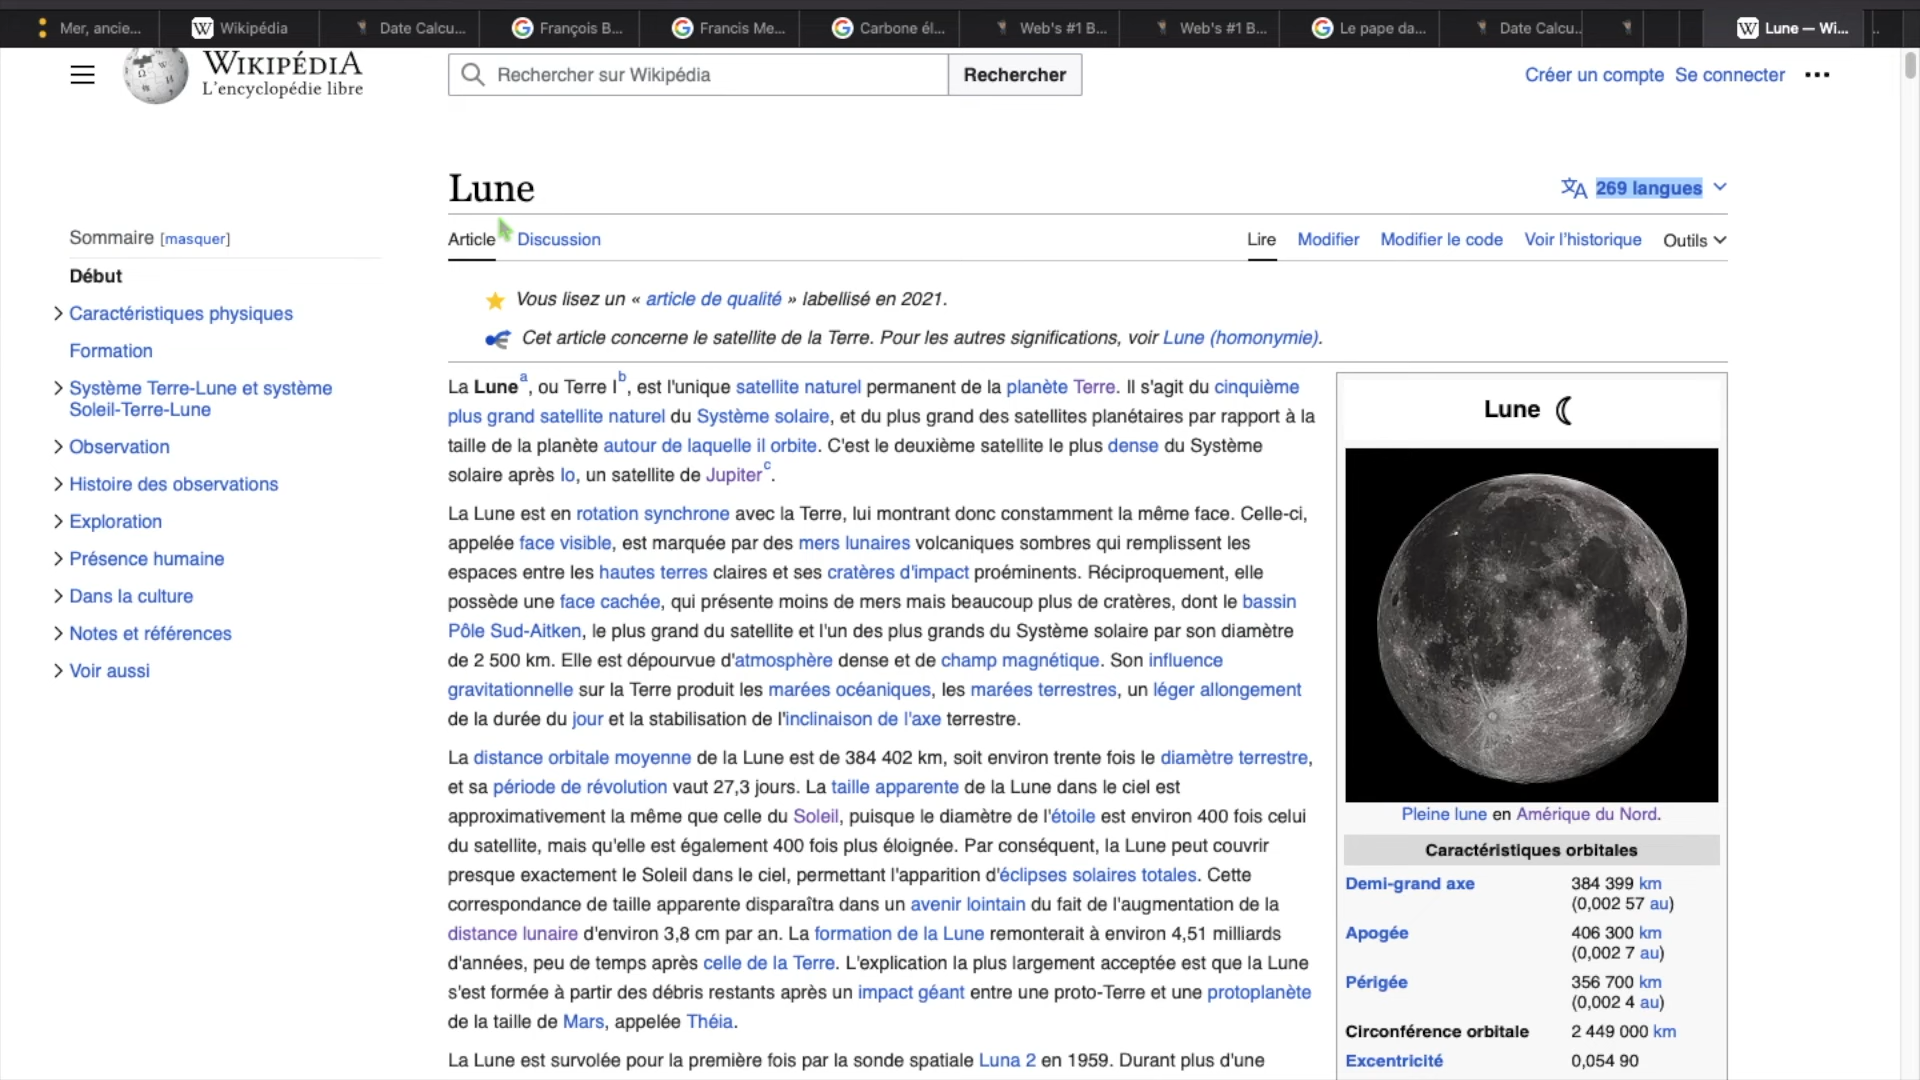 Mer, ancie...
Wikipédia
Date Calcu...
François B...
Francis Me...
Carbone él...
Web's #1 B...
Web's #1 B...
Le pape da...
Date Calcu..
Lune — Wi...
WIKIPÉDIA
L'encyclopédie libre
Rechercher sur Wikipédia
Rechercher
Créer un compte
Se connecter
Lune
269 langues
Article
Discussion
Lire
Modifier
Modifier le code
Voir l'historique
Outils
Sommaire [masquer]
Début
Caractéristiques physiques
Formation
Système Terre-Lune et système
Soleil-Terre-Lune
Observation
Histoire des observations
Exploration
Présence humaine
Dans la culture
Notes et références
Voir aussi
Vous lisez un « article de qualité » labellisé en 2021.
Cet article concerne le satellite de la Terre. Pour les autres significations, voir Lune (homonymie).
La Lune a, ou Terre I b, est l'unique satellite naturel permanent de la planète Terre. Il s'agit du cinquième
plus grand satellite naturel du Système solaire, et du plus grand des satellites planétaires par rapport à la
taille de la planète autour de laquelle il orbite. C'est le deuxième satellite le plus dense du Système
solaire après Io, un satellite de Jupiter c.
La Lune est en rotation synchrone avec la Terre, lui montrant donc constamment la même face. Celle-ci,
appelée face visible, est marquée par des mers lunaires volcaniques sombres qui remplissent les
espaces entre les hautes terres claires et ses cratères d'impact proéminents. Réciproquement, elle
possède une face cachée, qui présente moins de mers mais beaucoup plus de cratères, dont le bassin
Pôle Sud-Aitken, le plus grand du satellite et l'un des plus grands du Système solaire par son diamètre
de 2 500 km. Elle est dépourvue d'atmosphère dense et de champ magnétique. Son influence
gravitationnelle sur la Terre produit les marées océaniques, les marées terrestres, un léger allongement
de la durée du jour et la stabilisation de l'inclinaison de l'axe terrestre.
La distance orbitale moyenne de la Lune est de 384 402 km, soit environ trente fois le diamètre terrestre,
et sa période de révolution vaut 27,3 jours. La taille apparente de la Lune dans le ciel est
approximativement la même que celle du Soleil, puisque le diamètre de l'étoile est environ 400 fois celui
du satellite, mais qu'elle est également 400 fois plus éloignée. Par conséquent, la Lune peut couvrir
presque exactement le Soleil dans le ciel, permettant l'apparition d'éclipses solaires totales. Cette
correspondance de taille apparente disparaîtra dans un avenir lointain du fait de l'augmentation de la
distance lunaire d'environ 3,8 cm par an. La formation de la Lune remonterait à environ 4,51 milliards
d'années, peu de temps après celle de la Terre. L'explication la plus largement acceptée est que la Lune
s'est formée à partir des débris restants après un impact géant entre une proto-Terre et une protoplanète
de la taille de Mars, appelée Théia.
La Lune est survolée pour la première fois par la sonde spatiale Luna 2 en 1959. Durant plus d'une
Lune
Pleine lune en Amérique du Nord.
Caractéristiques orbitales
Demi-grand axe 384 399 km
(0,002 57 au)
Apogée 406 300 km
(0,002 7 au)
Périgée 356 700 km
(0,002 4 au)
Circonférence orbitale 2 449 000 km
Excentricité 0,054 90